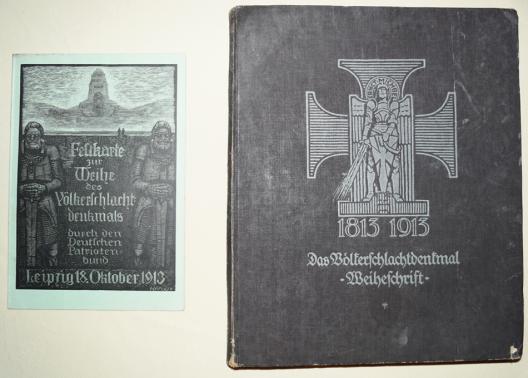 Festkarte
zur
Weihe
des
Völkerschlacht
denkmals
durch den
Deutschen
Patrioten-
bund
Leipzig 18. Oktober 1913
1813 1913
Das Völkerschlachtdenkmal
-Weiheschrift-